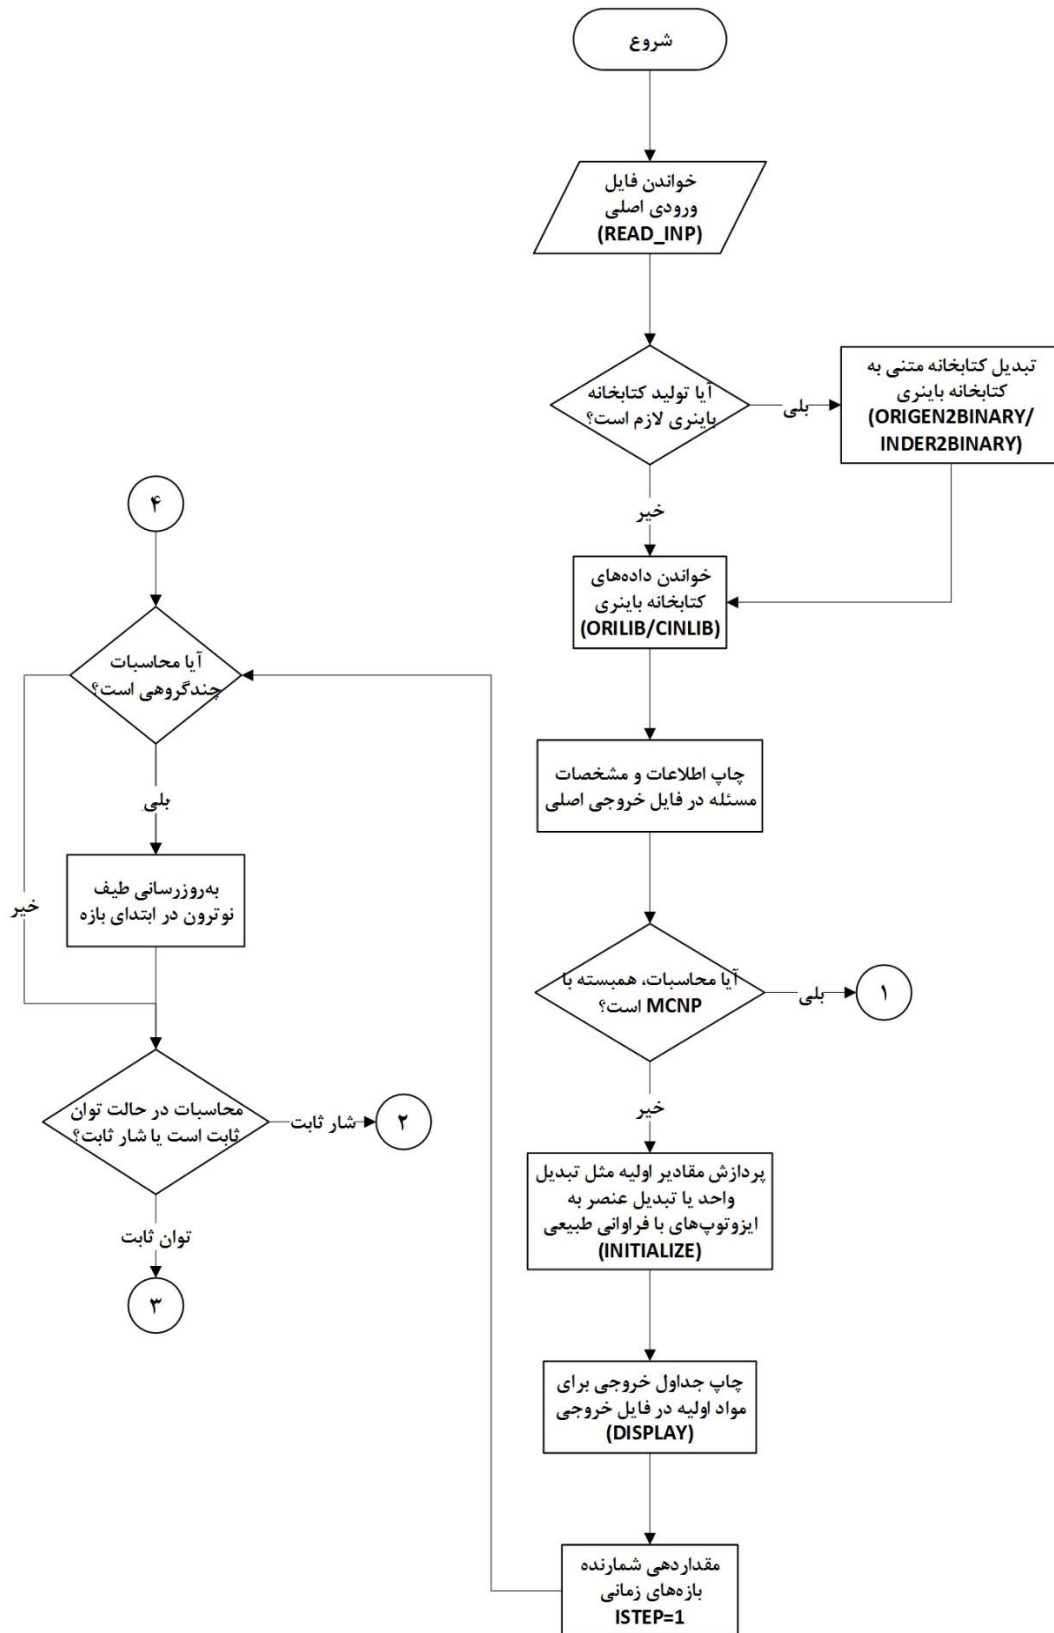 شروع
خواندن فایل
ورودی اصلی
(READ_INP)
آیا تولید کتابخانه
باینری لازم است؟
بلی
تبدیل کتابخانه متنی به
کتابخانه باینری
(ORIGEN2BINARY/
INDER2BINARY)
خیر
خواندن داده‌های
کتابخانه باینری
(ORILIB/CINLIB)
چاپ اطلاعات و مشخصات
مسئله در فایل خروجی اصلی
آیا محاسبات، همبسته با
MCNP است؟
بلی
۱
خیر
پردازش مقادیر اولیه مثل تبدیل
واحد یا تبدیل عنصر به
ایزوتوپ‌های با فراوانی طبیعی
(INITIALIZE)
چاپ جداول خروجی برای
مواد اولیه در فایل خروجی
(DISPLAY)
مقداردهی شمارنده
بازه‌های زمانی
ISTEP=1
۴
آیا محاسبات
چندگروهی است؟
بلی
خیر
به‌روزرسانی طیف
نوترون در ابتدای بازه
محاسبات در حالت توان
ثابت است یا شار ثابت؟
شار ثابت
۲
توان ثابت
۳